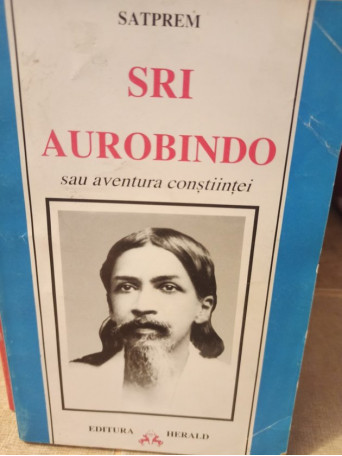 SATPREM
SRI
AUROBINDO
sau aventura conștiinței
EDITURA HERALD